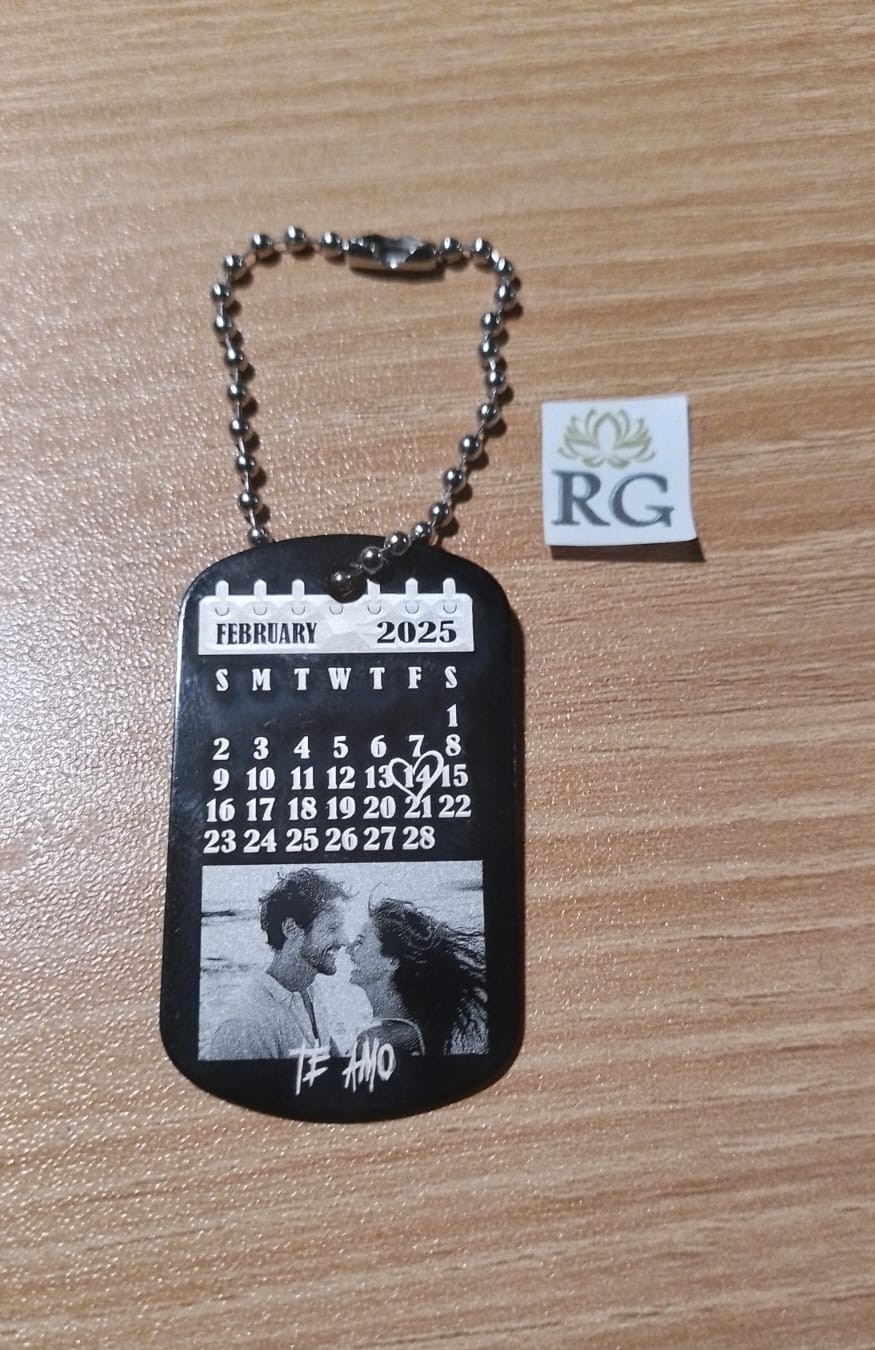 FEBRUARY 2025
S M T W T F S
1
2 3 4 5 6 7 8
9 10 11 12 13 14 15
16 17 18 19 20 21 22
23 24 25 26 27 28
TE AMO
RG